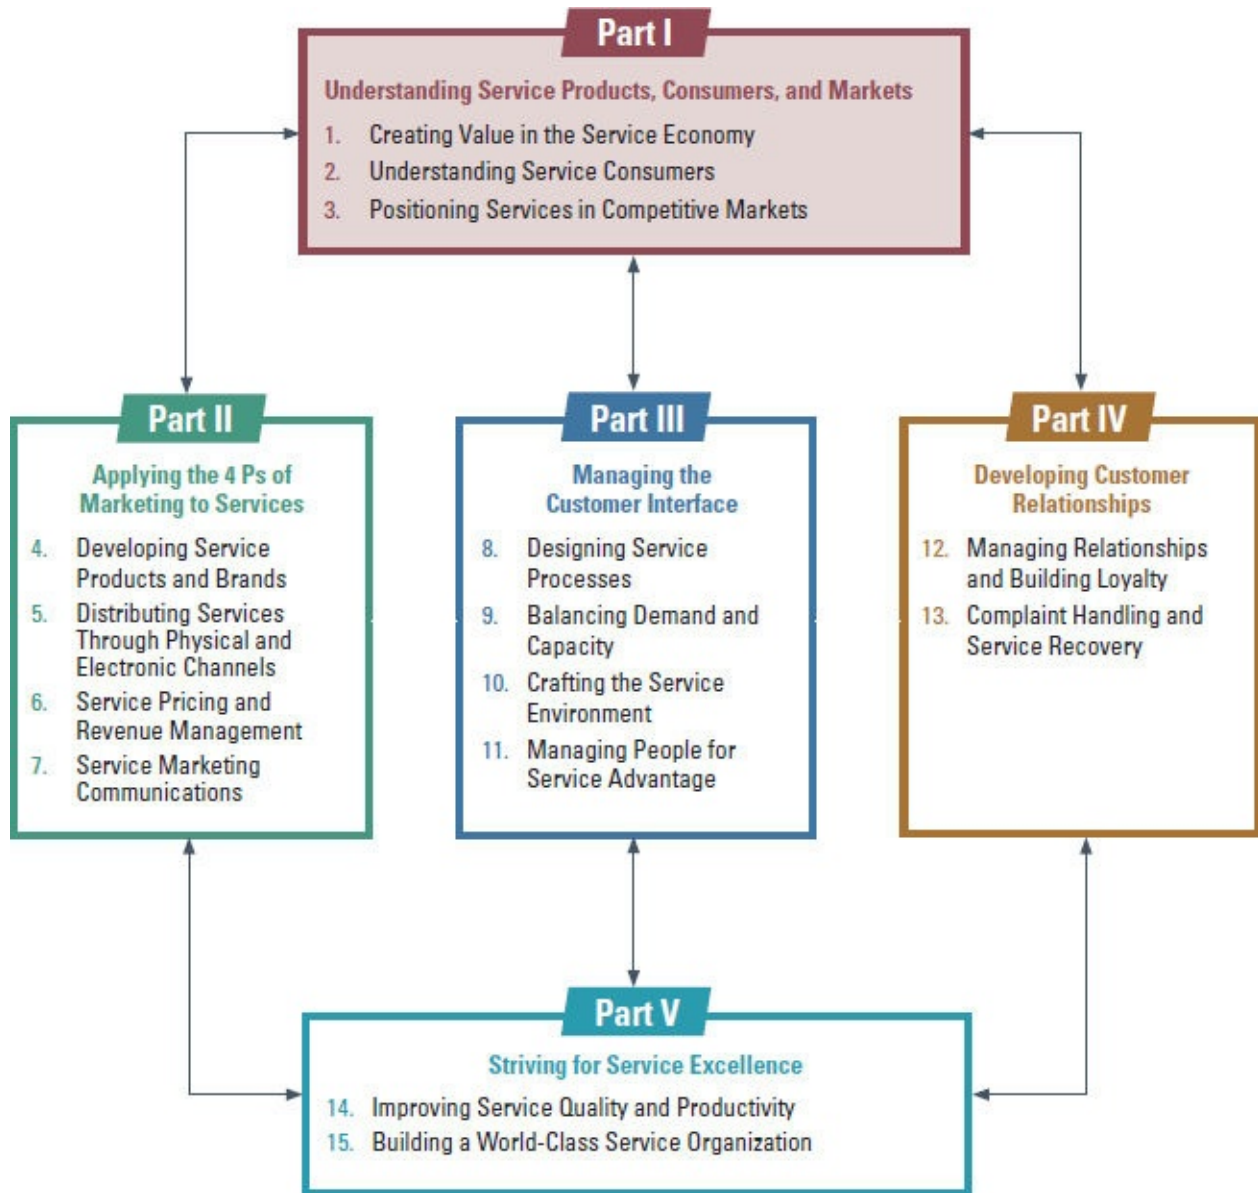 Part I
Understanding Service Products, Consumers, and Markets
1. Creating Value in the Service Economy
2. Understanding Service Consumers
3. Positioning Services in Competitive Markets
Part II
Applying the 4 Ps of
Marketing to Services
4. Developing Service
Products and Brands
5. Distributing Services
Through Physical and
Electronic Channels
6. Service Pricing and
Revenue Management
7. Service Marketing
Communications
Part III
Managing the
Customer Interface
8. Designing Service
Processes
9. Balancing Demand and
Capacity
10. Crafting the Service
Environment
11. Managing People for
Service Advantage
Part IV
Developing Customer
Relationships
12. Managing Relationships
and Building Loyalty
13. Complaint Handling and
Service Recovery
Part V
Striving for Service Excellence
14. Improving Service Quality and Productivity
15. Building a World-Class Service Organization